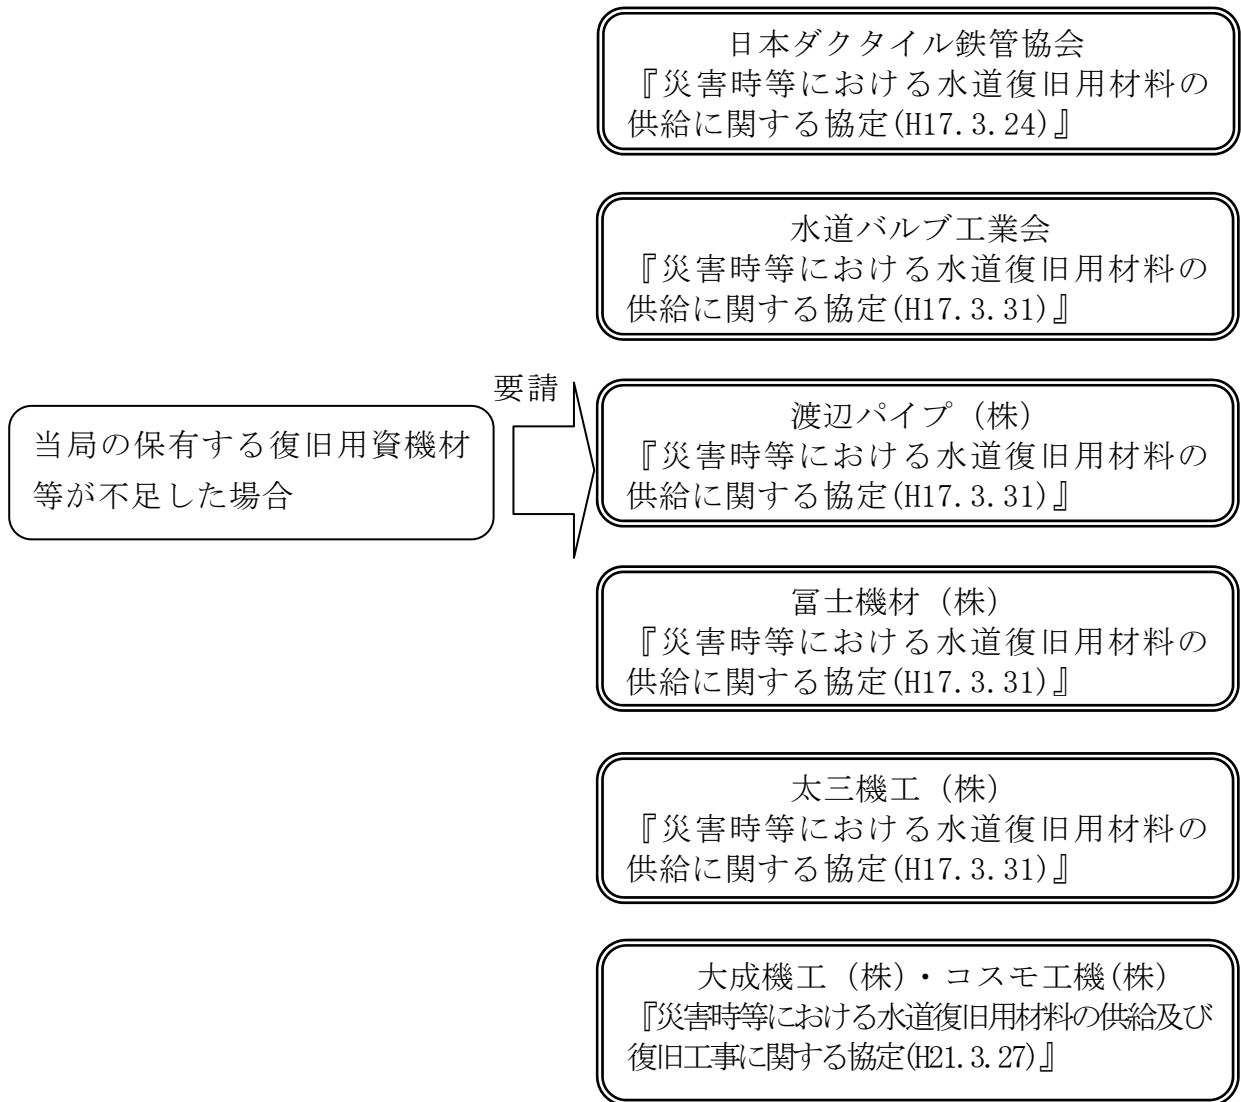 日本ダクタイル鉄管協会
『災害時等における水道復旧用材料の
供給に関する協定(H17.3.24)』
水道バルブ工業会
『災害時等における水道復旧用材料の
供給に関する協定(H17.3.31)』
要請
当局の保有する復旧用資機材
等が不足した場合
渡辺パイプ（株）
『災害時等における水道復旧用材料の
供給に関する協定(H17.3.31)』
冨士機材（株）
『災害時等における水道復旧用材料の
供給に関する協定(H17.3.31)』
太三機工（株）
『災害時等における水道復旧用材料の
供給に関する協定(H17.3.31)』
大成機工（株）・コスモ工機(株)
『災害時等における水道復旧用材料の供給及び
復旧工事に関する協定(H21.3.27)』